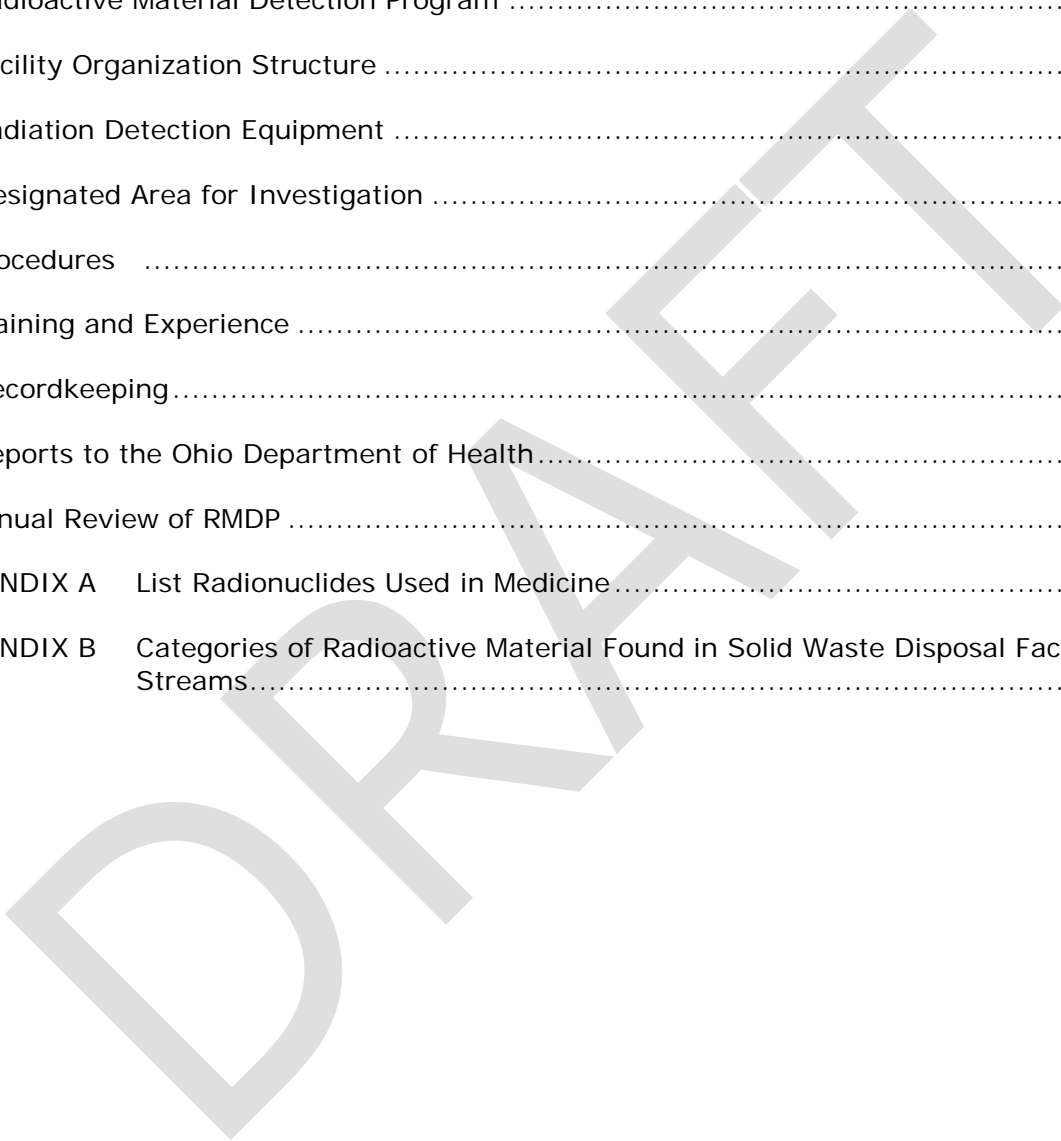 adioactive Material Detection Program ................................................................
cility Organization Structure ................................................................
adiation Detection Equipment ................................................................
esignated Area for Investigation ................................................................
ocedures ................................................................
aining and Experience ................................................................
ecordkeeping ................................................................
eports to the Ohio Department of Health ................................................................
nual Review of RMDP ................................................................
NDIX A List Radionuclides Used in Medicine ................................................................
NDIX B Categories of Radioactive Material Found in Solid Waste Disposal Fac
Streams ................................................................
DRAFT